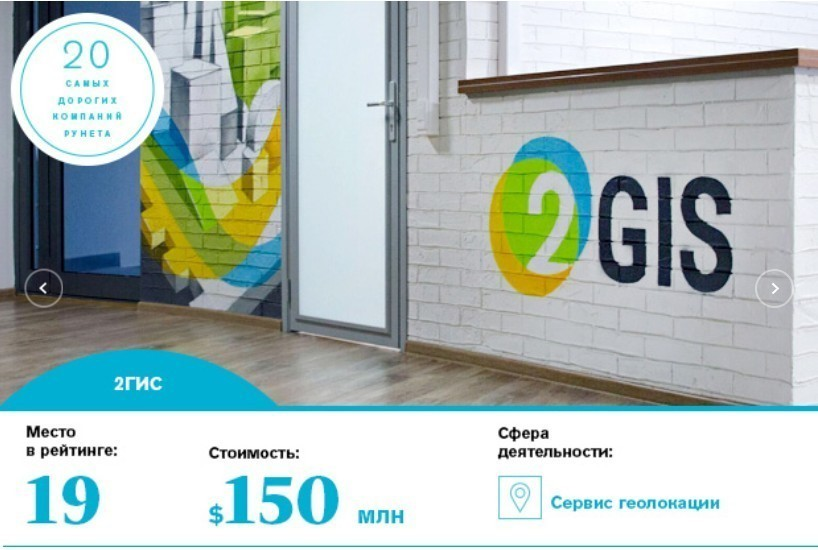 20
САМЫХ
ДОРОГИХ
КОМПАНИЙ
РУНЕТА
2GIS
2ГИС
Место
в рейтинге:
19
Стоимость:
$150 млн
Сфера
деятельности:
Сервис геолокации